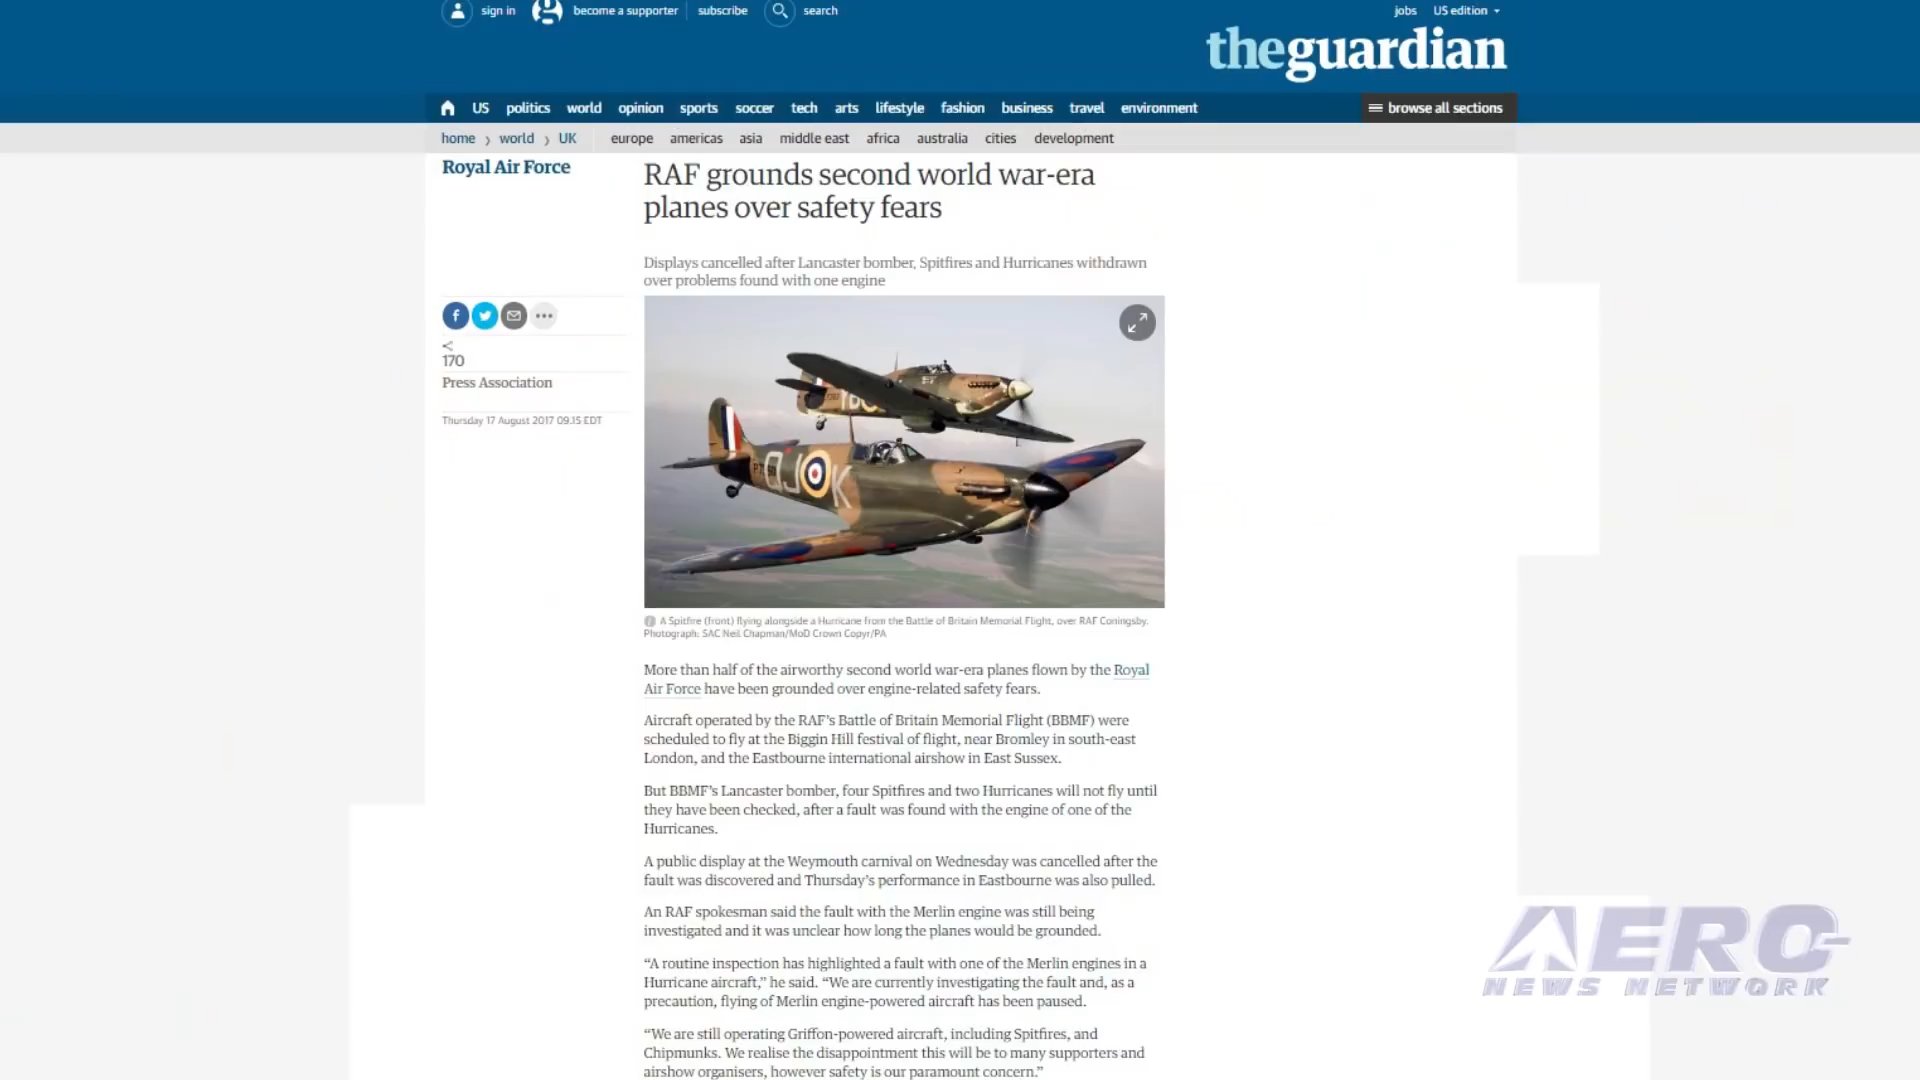 sign in
become a supporter
subscribe
search
jobs
US edition
theguardian
US politics world opinion sports soccer tech arts lifestyle fashion business travel environment
browse all sections
home › world › UK
europe americas asia middle east africa australia cities development
Royal Air Force
RAF grounds second world war-era
planes over safety fears
Displays cancelled after Lancaster bomber, Spitfires and Hurricanes withdrawn
over problems found with one engine
170
Press Association
Thursday 17 August 2017 09.15 EDT
QJ K
A Spitfire (front) flying alongside a Hurricane from the Battle of Britain Memorial Flight, over RAF Coningsby.
Photograph: SAC Neil Chapman/MoD Crown Copyr/PA
More than half of the airworthy second world war-era planes flown by the Royal
Air Force have been grounded over engine-related safety fears.
Aircraft operated by the RAF’s Battle of Britain Memorial Flight (BBMF) were
scheduled to fly at the Biggin Hill festival of flight, near Bromley in south-east
London, and the Eastbourne international airshow in East Sussex.
But BBMF’s Lancaster bomber, four Spitfires and two Hurricanes will not fly until
they have been checked, after a fault was found with the engine of one of the
Hurricanes.
A public display at the Weymouth carnival on Wednesday was cancelled after the
fault was discovered and Thursday’s performance in Eastbourne was also pulled.
An RAF spokesman said the fault with the Merlin engine was still being
investigated and it was unclear how long the planes would be grounded.
“A routine inspection has highlighted a fault with one of the Merlin engines in a
Hurricane aircraft,” he said. “We are currently investigating the fault and, as a
precaution, flying of Merlin engine-powered aircraft has been paused.
“We are still operating Griffon-powered aircraft, including Spitfires, and
Chipmunks. We realise the disappointment this will be to many supporters and
airshow organisers, however safety is our paramount concern.”
AERO-
NEWS NETWORK